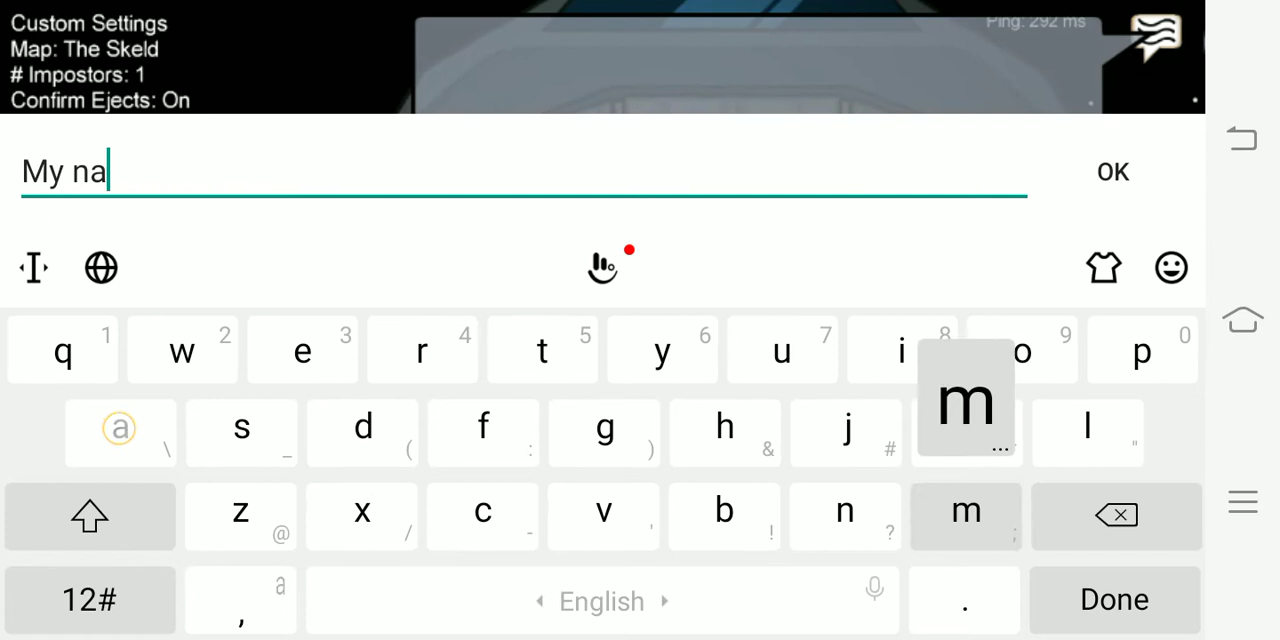 Custom Settings
Map: The Skeld
# Impostors: 1
Confirm Ejects: On
Ping: 292 ms
My na
OK
q 1 w 2 e 3 r 4 t 5 y 6 u 7 i 8 o 9 p 0
m ...
a \ s _ d ( f : g ) h & j # l "
z @ x / c - v ' b ! n ? m ;
12# , a English . Done